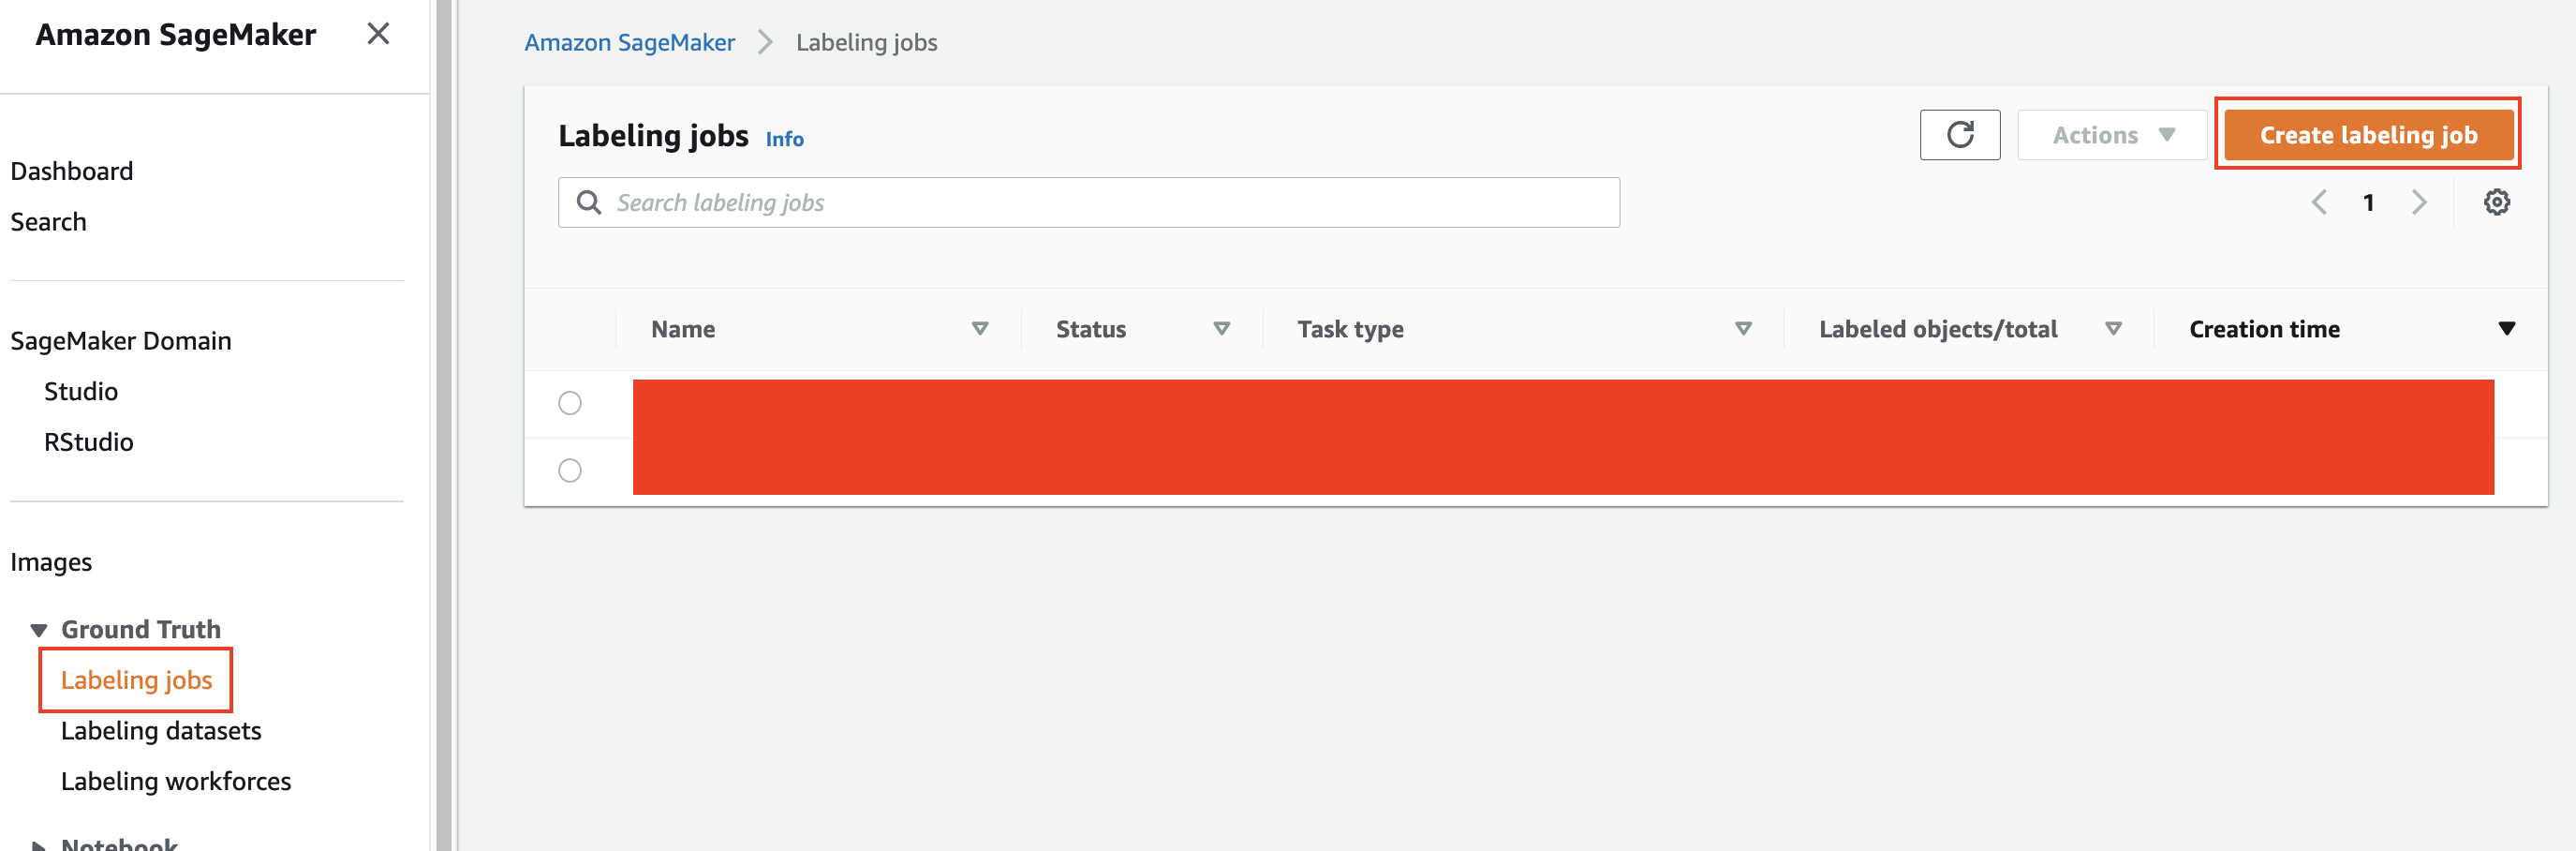 Amazon SageMaker
Dashboard
Search
SageMaker Domain
Studio
RStudio
Images
Ground Truth
Labeling jobs
Labeling datasets
Labeling workforces
Notebook
Amazon SageMaker Labeling jobs
Labeling jobs Info
Actions
Create labeling job
Search labeling jobs
1
Name Status Task type Labeled objects/total Creation time